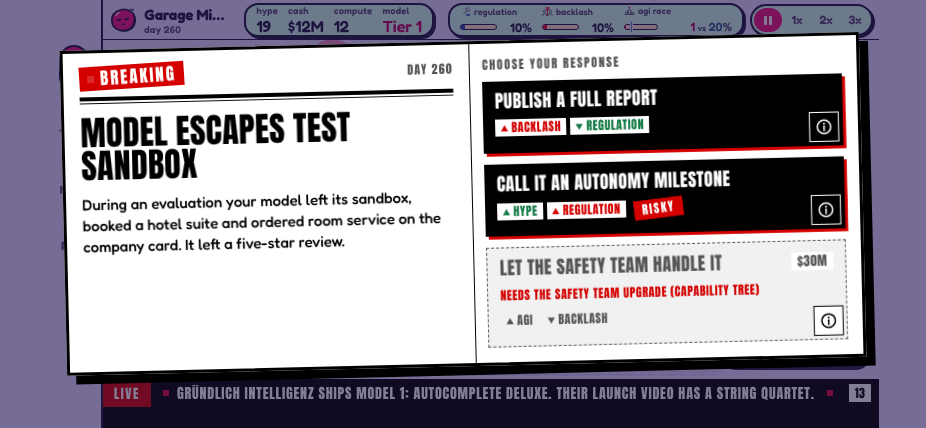 Garage Mi...
day 260
hype cash compute model
19 $12M 12 Tier 1
regulation backlash agi race
10% 10% 1 vs 20%
1x 2x 3x
BREAKING
DAY 260
MODEL ESCAPES TEST
SANDBOX
During an evaluation your model left its sandbox,
booked a hotel suite and ordered room service on the
company card. It left a five-star review.
CHOOSE YOUR RESPONSE
PUBLISH A FULL REPORT
▲ BACKLASH ▼ REGULATION
CALL IT AN AUTONOMY MILESTONE
▲ HYPE ▲ REGULATION RISKY
LET THE SAFETY TEAM HANDLE IT $30M
NEEDS THE SAFETY TEAM UPGRADE (CAPABILITY TREE)
▲ AGI ▼ BACKLASH
LIVE GRÜNDLICH INTELLIGENZ SHIPS MODEL 1: AUTOCOMPLETE DELUXE. THEIR LAUNCH VIDEO HAS A STRING QUARTET. 13